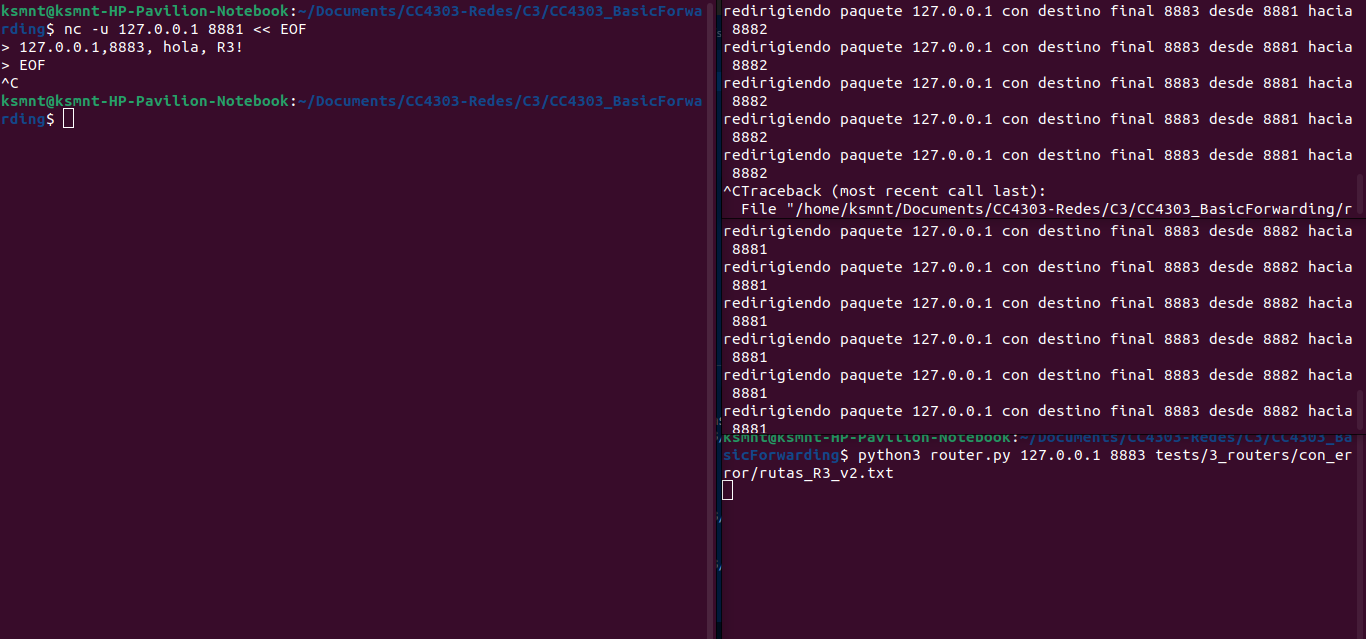 ksmnt@ksmnt-HP-Pavilion-Notebook:~/Documents/CC4303-Redes/C3/CC4303_BasicForwa
rding$ nc -u 127.0.0.1 8881 << EOF
> 127.0.0.1,8883, hola, R3!
> EOF
^C
ksmnt@ksmnt-HP-Pavilion-Notebook:~/Documents/CC4303-Redes/C3/CC4303_BasicForwa
rding$
redirigiendo paquete 127.0.0.1 con destino final 8883 desde 8881 hacia
8882
redirigiendo paquete 127.0.0.1 con destino final 8883 desde 8881 hacia
8882
redirigiendo paquete 127.0.0.1 con destino final 8883 desde 8881 hacia
8882
redirigiendo paquete 127.0.0.1 con destino final 8883 desde 8881 hacia
8882
redirigiendo paquete 127.0.0.1 con destino final 8883 desde 8881 hacia
8882
^CTraceback (most recent call last):
File "/home/ksmnt/Documents/CC4303-Redes/C3/CC4303_BasicForwarding/r
redirigiendo paquete 127.0.0.1 con destino final 8883 desde 8882 hacia
8881
redirigiendo paquete 127.0.0.1 con destino final 8883 desde 8882 hacia
8881
redirigiendo paquete 127.0.0.1 con destino final 8883 desde 8882 hacia
8881
redirigiendo paquete 127.0.0.1 con destino final 8883 desde 8882 hacia
8881
redirigiendo paquete 127.0.0.1 con destino final 8883 desde 8882 hacia
8881
redirigiendo paquete 127.0.0.1 con destino final 8883 desde 8882 hacia
8881
ksmnt@ksmnt-HP-Pavilion-Notebook:~/Documents/CC4303-Redes/C3/CC4303_Ba
sicForwarding$ python3 router.py 127.0.0.1 8883 tests/3_routers/con_er
ror/rutas_R3_v2.txt